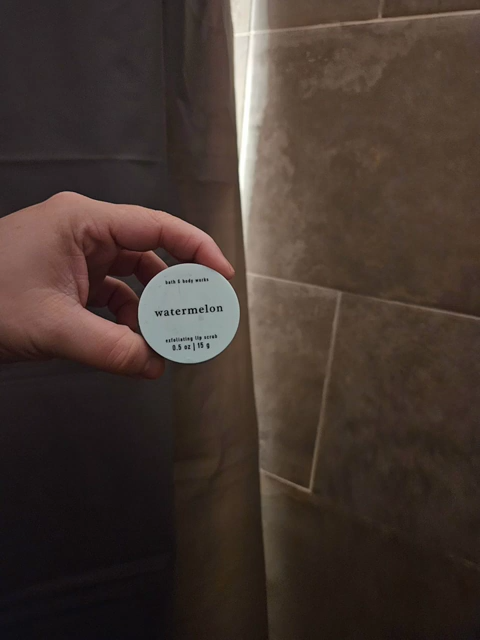 bath & body works
watermelon
exfoliating lip scrub
0.5 oz | 15 g